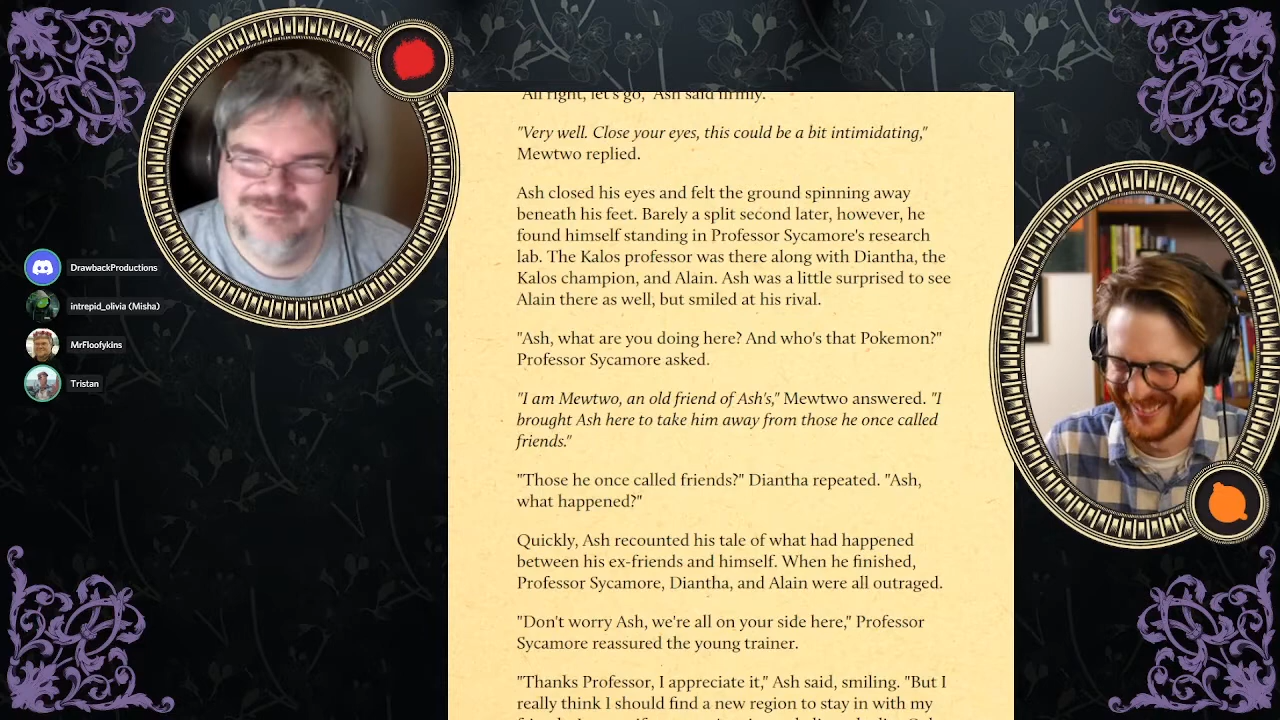 "All right, let's go," Ash said firmly.
"Very well. Close your eyes, this could be a bit intimidating,"
Mewtwo replied.
Ash closed his eyes and felt the ground spinning away
beneath his feet. Barely a split second later, however, he
found himself standing in Professor Sycamore's research
lab. The Kalos professor was there along with Diantha, the
Kalos champion, and Alain. Ash was a little surprised to see
Alain there as well, but smiled at his rival.
"Ash, what are you doing here? And who's that Pokemon?"
Professor Sycamore asked.
"I am Mewtwo, an old friend of Ash's," Mewtwo answered. "I
brought Ash here to take him away from those he once called
friends."
"Those he once called friends?" Diantha repeated. "Ash,
what happened?"
Quickly, Ash recounted his tale of what had happened
between his ex-friends and himself. When he finished,
Professor Sycamore, Diantha, and Alain were all outraged.
"Don't worry Ash, we're all on your side here," Professor
Sycamore reassured the young trainer.
"Thanks Professor, I appreciate it," Ash said, smiling. "But I
really think I should find a new region to stay in with my
DrawbackProductions
intrepid_olivia (Misha)
MrFloofykins
Tristan